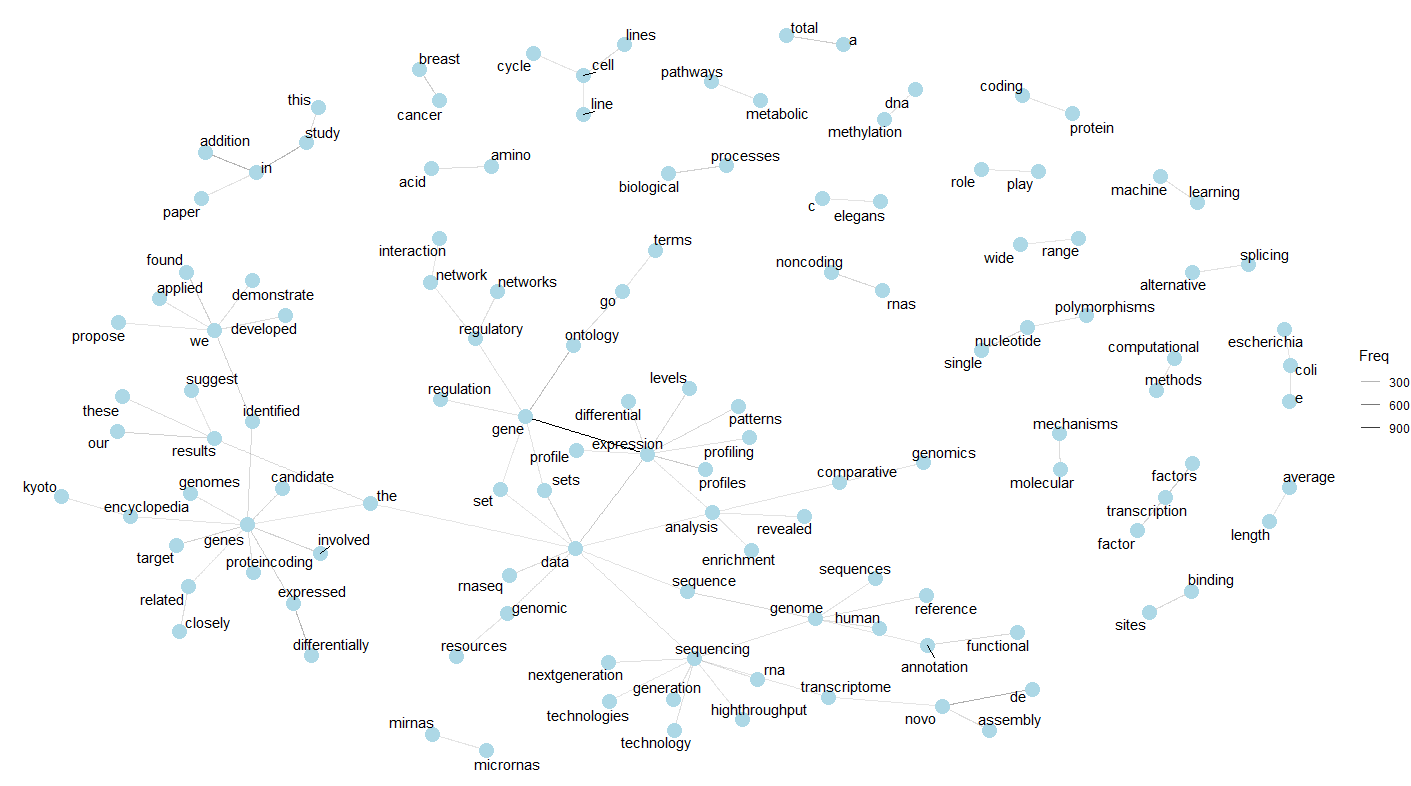 total
a
lines
breast
cycle
cell
pathways
line
cancer
metabolic
dna
methylation
coding
protein
this
addition
study
in
paper
amino
acid
processes
biological
role
play
machine
learning
c
elegans
terms
interaction
network
networks
go
regulatory
ontology
noncoding
rnas
wide
range
splicing
alternative
polymorphisms
nucleotide
single
computational
methods
escherichia
coli
e
Freq
300
600
900
found
applied
demonstrate
propose
developed
we
suggest
these
identified
our
results
regulation
levels
differential
patterns
gene
expression
profiling
profile
profiles
sets
set
comparative
genomics
mechanisms
molecular
factors
transcription
factor
average
length
kyoto
genomes
candidate
the
encyclopedia
genes
involved
target
proteincoding
related
expressed
closely
differentially
analysis
revealed
enrichment
data
rnaseq
genomic
resources
sequence
sequences
genome
reference
human
functional
annotation
binding
sites
sequencing
nextgeneration
rna
generation
transcriptome
technologies
highthroughput
technology
de
novo
assembly
mirnas
micrornas